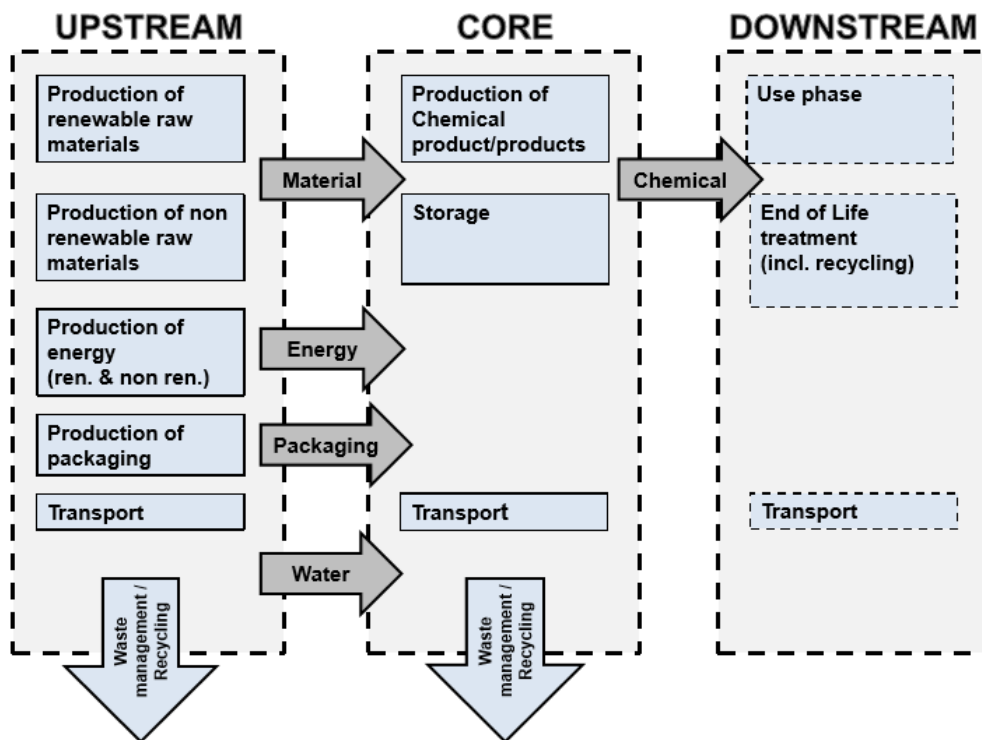 UPSTREAM
Production of
renewable raw
materials
Production of non
renewable raw
materials
Production of
energy
(ren. & non ren.)
Production of
packaging
Transport
Waste
management /
Recycling
Material
Energy
Packaging
Water
CORE
Production of
Chemical
product/products
Storage
Transport
Waste
management /
Recycling
Chemical
DOWNSTREAM
Use phase
End of Life
treatment
(incl. recycling)
Transport